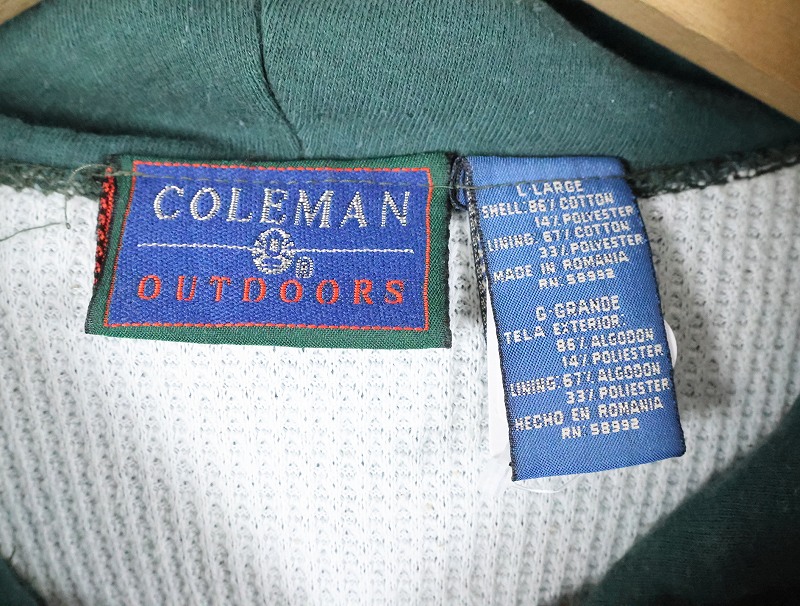 COLEMAN
®
OUTDOORS
L LARGE
SHELL: 86% COTTON
14% POLYESTER
LINING: 67% COTTON
33% POLYESTER
MADE IN ROMANIA
RN: 58992
G-GRANDE
TELA EXTERIOR:
86% ALGODON
14% POLIESTER
LINING: 67% ALGODON
33% POLIESTER
HECHO EN ROMANIA
RN: 58992